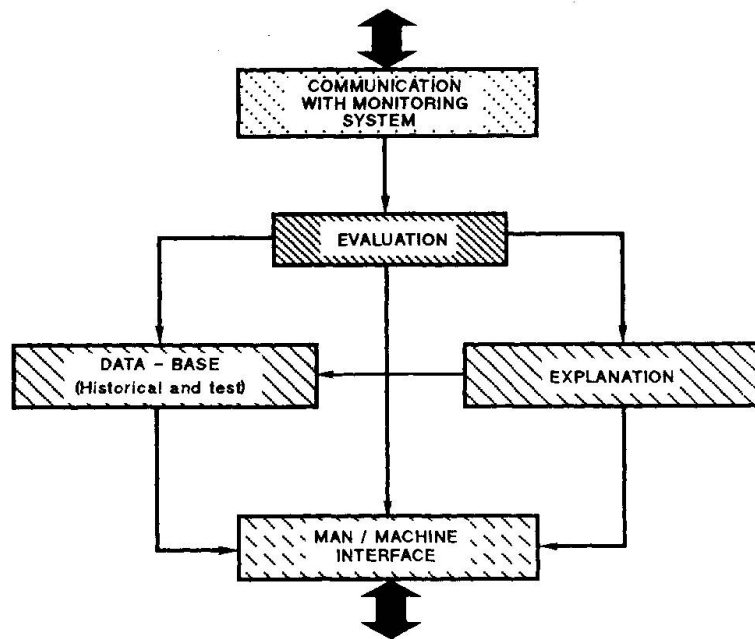 COMMUNICATION
WITH MONITORING
SYSTEM
EVALUATION
DATA - BASE
(Historical and test)
EXPLANATION
MAN / MACHINE
INTERFACE